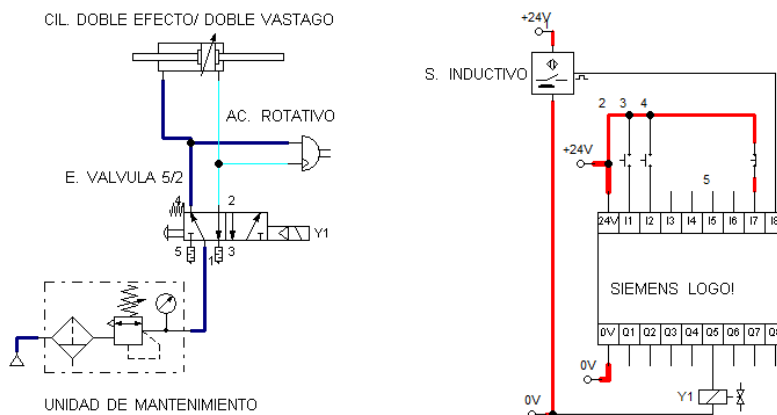 CIL. DOBLE EFECTO/ DOBLE VASTAGO
AC. ROTATIVO
E. VALVULA 5/2
4 2
Y1
5 1 3
UNIDAD DE MANTENIMIENTO
+24V
1
S. INDUCTIVO
2 3 4
+24V
5
24V I1 I2 I3 I4 I5 I6 I7 I8
SIEMENS LOGO!
0V Q1 Q2 Q3 Q4 Q5 Q6 Q7 Q8
0V
Y1
0V